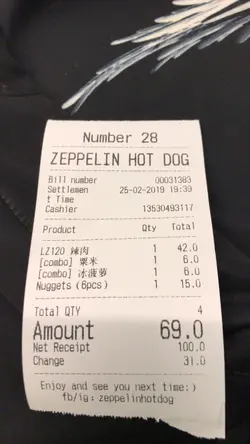 Number 28
ZEPPELIN HOT DOG
Bill number 00031383
Settlemen 25-02-2019 19:39
t Time
Cashier 13530493117
Product Qty Total
LZ120 辣肉 1 42.0
[combo] 粟米 1 6.0
[combo] 冰菠萝 1 6.0
Nuggets (6pcs) 1 15.0
Total QTY 4
Amount 69.0
Net Receipt 100.0
Change 31.0
Enjoy and see you next time:)
fb/ig: zeppelinhotdog